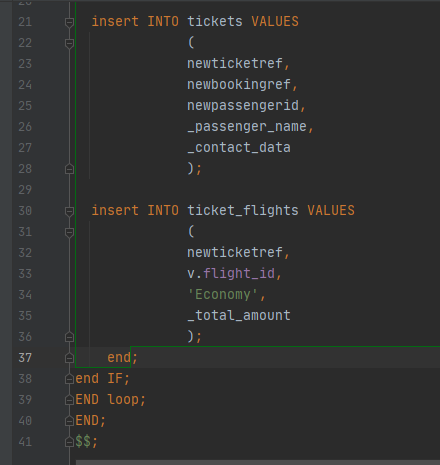 21 insert INTO tickets VALUES
22 (
23 newticketref,
24 newbookingref,
25 newpassengerid,
26 _passenger_name,
27 _contact_data
28 );
29
30 insert INTO ticket_flights VALUES
31 (
32 newticketref,
33 v.flight_id,
34 'Economy',
35 _total_amount
36 );
37 end;
38 end IF;
39 END loop;
40 END;
41 $$;